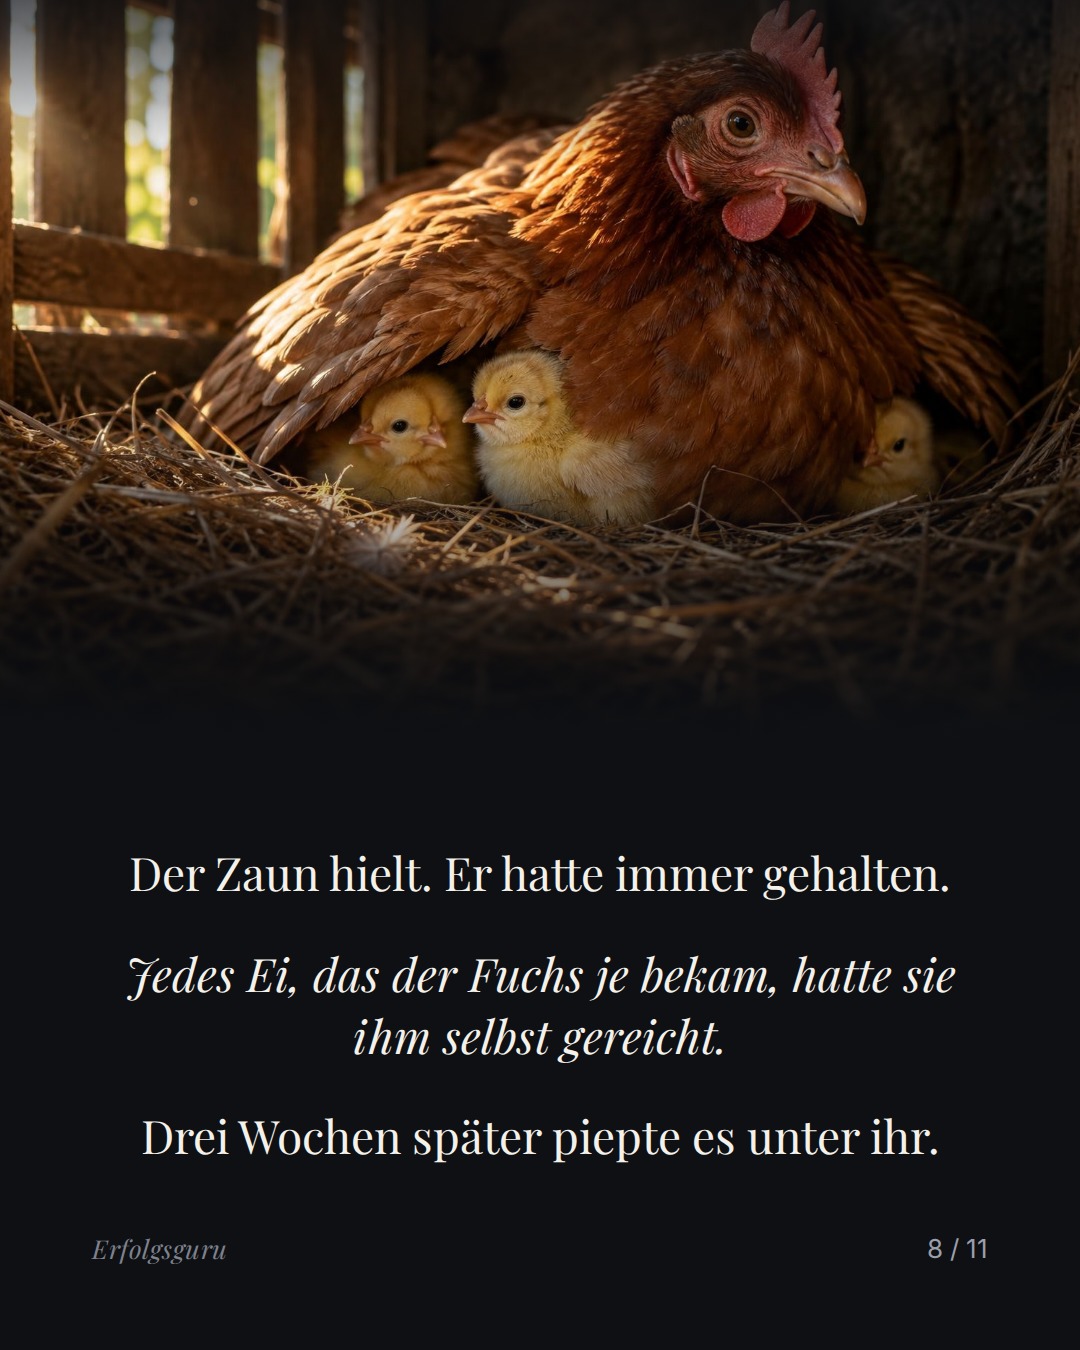 Der Zaun hielt. Er hatte immer gehalten.
Jedes Ei, das der Fuchs je bekam, hatte sie
ihm selbst gereicht.
Drei Wochen später piepte es unter ihr.
Erfolgsguru
8 / 11